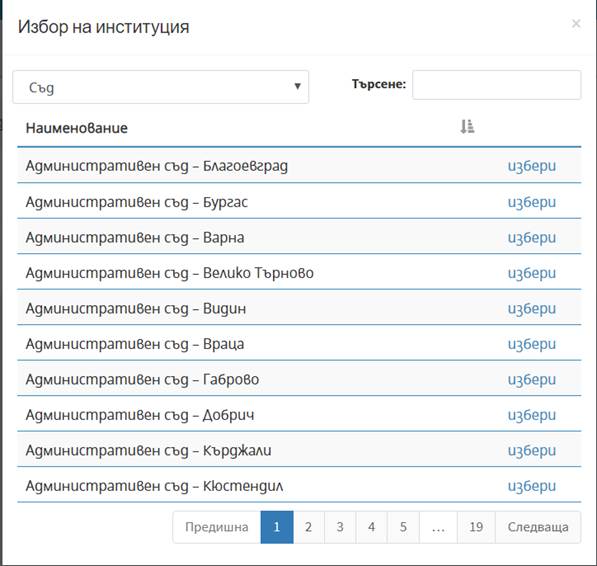 Избор на институция ×
Съд ▼ Търсене:
Наименование
Административен съд – Благоевград избери
Административен съд – Бургас избери
Административен съд – Варна избери
Административен съд – Велико Търново избери
Административен съд – Видин избери
Административен съд – Враца избери
Административен съд – Габрово избери
Административен съд – Добрич избери
Административен съд – Кърджали избери
Административен съд – Кюстендил избери
Предишна 1 2 3 4 5 ... 19 Следваща